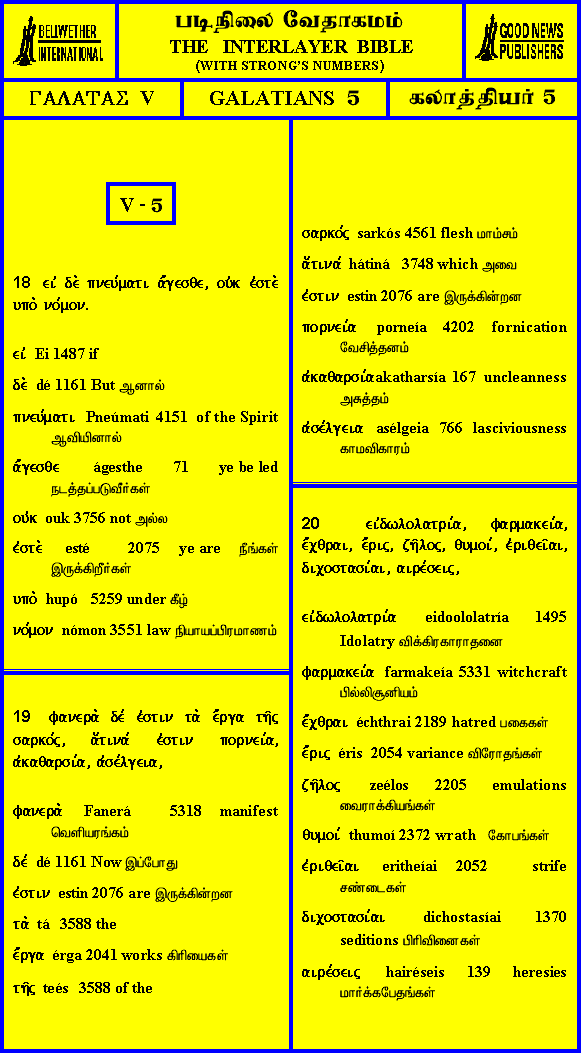 BELLWETHER
INTERNATIONAL
படிநிலை வேதாகமம்
THE INTERLAYER BIBLE
(WITH STRONG'S NUMBERS)
GOOD NEWS
PUBLISHERS
ΓΑΛΑΤΑΣ V
GALATIANS 5
கலாத்தியர் 5
V - 5
18 εἰ δὲ πνεύματι ἄγεσθε, οὐκ ἐστὲ
υπὸ νόμον.
εἰ Ei 1487 if
δὲ dé 1161 But ஆனால்
πνεύματι Pneúmati 4151 of the Spirit
ஆவியினால்
ἄγεσθε ágesthe 71 ye be led
நடத்தப்படுவீர்கள்
οὐκ ouk 3756 not அல்ல
ἐστὲ esté 2075 ye are நீங்கள்
இருக்கிறீர்கள்
υπὸ hupó 5259 under கீழ்
νόμον nómon 3551 law நியாயப்பிரமாணம்
19 φανερὰ δέ ἐστιν τὰ ἔργα τῆς
σαρκός, ἅτινά ἐστιν πορνεία,
ἀκαθαρσία, ἀσέλγεια,
φανερὰ Fanerá 5318 manifest
வெளியரங்கம்
δέ dé 1161 Now இப்போது
ἐστιν estin 2076 are இருக்கின்றன
τὰ tá 3588 the
ἔργα érga 2041 works கிரியைகள்
τῆς teés 3588 of the
σαρκός sarkós 4561 flesh மாம்சம்
ἅτινά hátiná 3748 which அவை
ἐστιν estin 2076 are இருக்கின்றன
πορνεία porneía 4202 fornication
வேசித்தனம்
ἀκαθαρσία akatharsía 167 uncleanness
அசுத்தம்
ἀσέλγεια asélgeia 766 lasciviousness
காமவிகாரம்
20 εἰδωλολατρία, φαρμακεία,
ἔχθραι, ἔρις, ζῆλος, θυμοί, ἐριθεῖαι,
διχοστασίαι, αιρέσεις,
εἰδωλολατρία eidoololatría 1495
Idolatry விக்கிரகாராதனை
φαρμακεία farmakeía 5331 witchcraft
பில்லிசூனியம்
ἔχθραι échthrai 2189 hatred பகைகள்
ἔρις éris 2054 variance விரோதங்கள்
ζῆλος zeélos 2205 emulations
வைராக்கியங்கள்
θυμοί thumoí 2372 wrath கோபங்கள்
ἐριθεῖαι eritheíai 2052 strife
சண்டைகள்
διχοστασίαι dichostasíai 1370
seditions பிரிவினைகள்
αιρέσεις hairéseis 139 heresies
மார்க்கபேதங்கள்